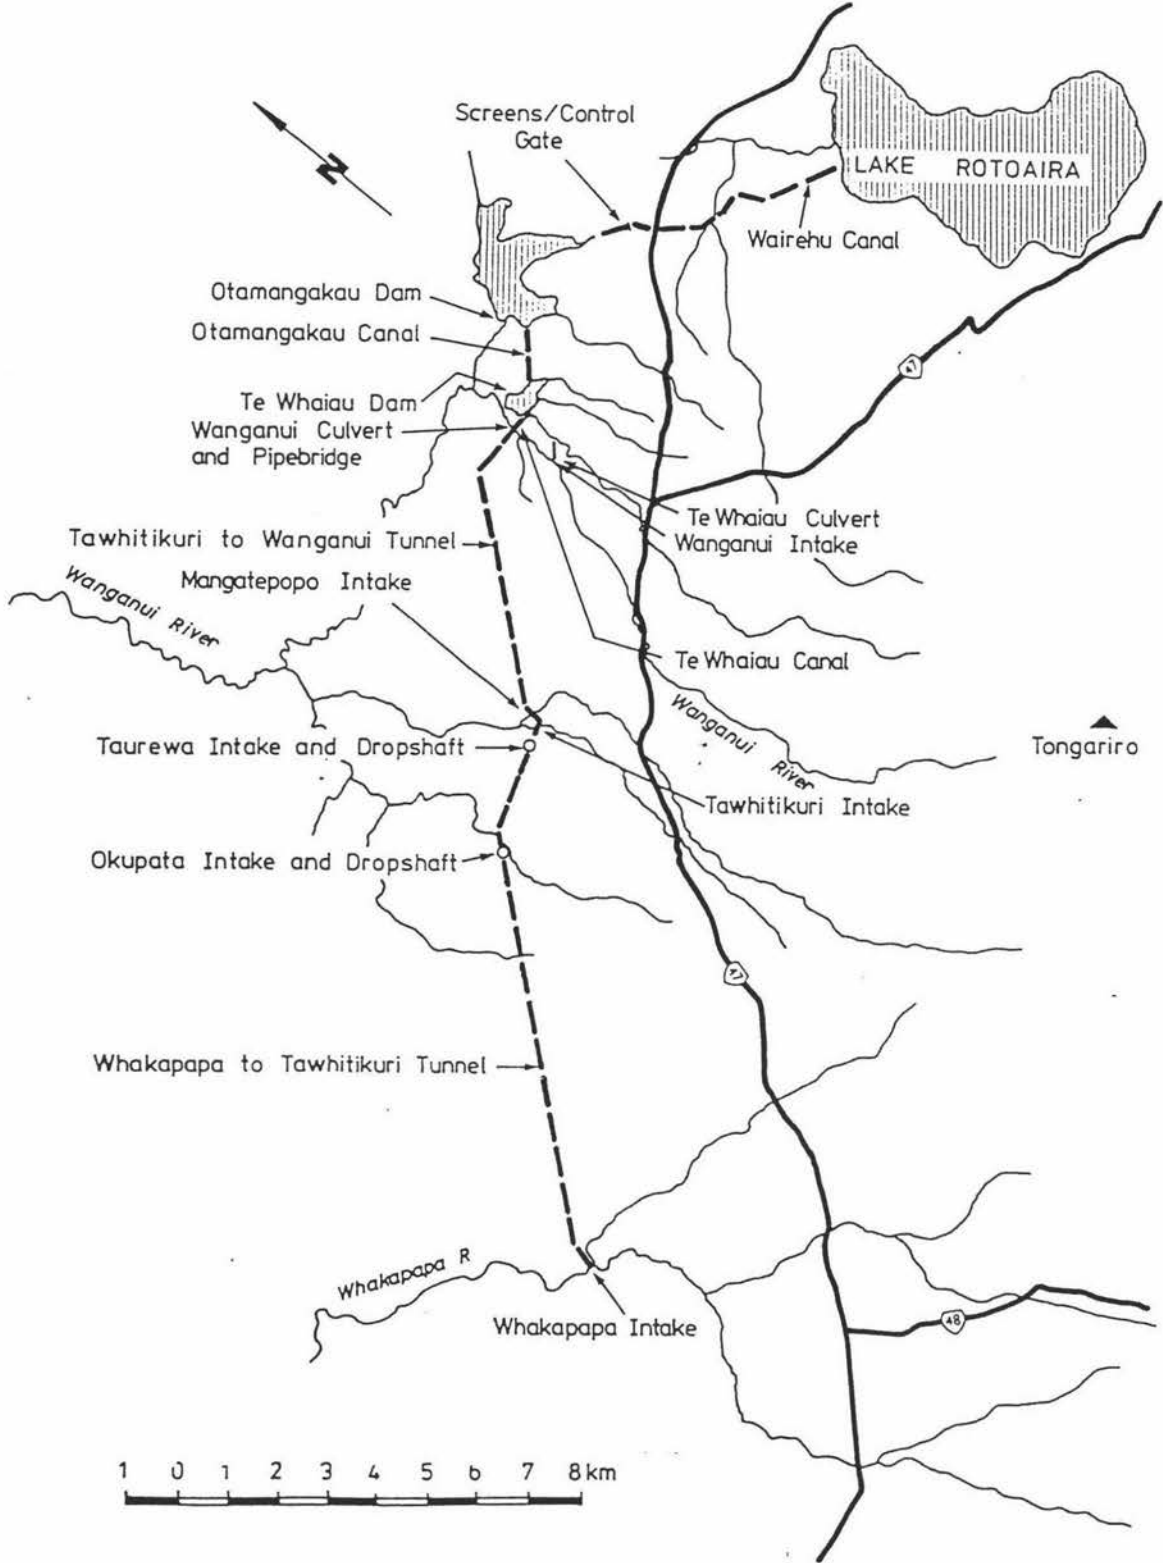 Screens/Control
Gate
N
LAKE ROTOAIRA
Wairehu Canal
Otamangakau Dam
Otamangakau Canal
47
Te Whaiau Dam
Wanganui Culvert
and Pipebridge
Te Whaiau Culvert
Wanganui Intake
Tawhitikuri to Wanganui Tunnel
Mangatepopo Intake
Wanganui River
Te Whaiau Canal
Wanganui River
Tongariro
Taurewa Intake and Dropshaft
Tawhitikuri Intake
Okupata Intake and Dropshaft
47
Whakapapa to Tawhitikuri Tunnel
Whakapapa R
Whakapapa Intake
48
1 0 1 2 3 4 5 6 7 8km